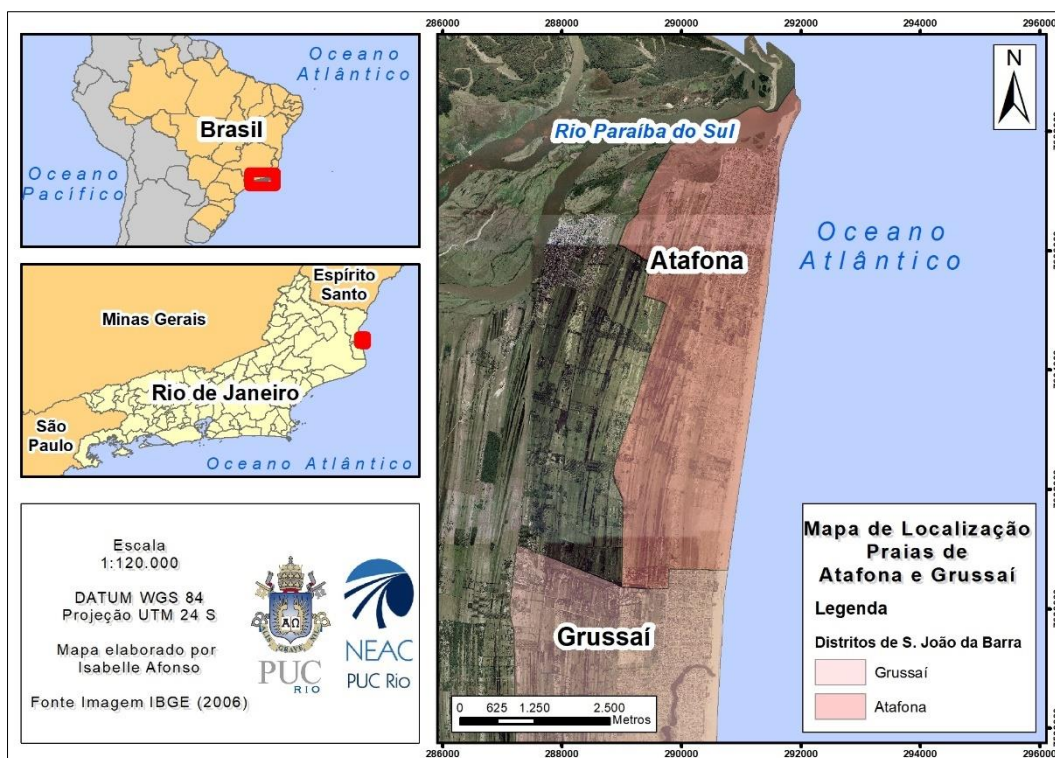 Oceano
Atlântico
Brasil
Oceano
Pacífico
Espírito
Santo
Minas Gerais
Rio de Janeiro
São
Paulo
Oceano Atlântico
Escala
1:120.000
DATUM WGS 84
Projeção UTM 24 S
Mapa elaborado por
Isabelle Afonso
Fonte Imagem IBGE (2006)
ΑΩ
PUC
RIO
NEAC
PUC Rio
286000 288000 290000 292000 294000 296000
N
Rio Paraíba do Sul
Atafona
Oceano
Atlântico
Grussaí
0 625 1.250 2.500
Metros
Mapa de Localização
Praias de
Atafona e Grussaí
Legenda
Distritos de S. João da Barra
Grussaí
Atafona
286000 288000 290000 292000 294000 296000